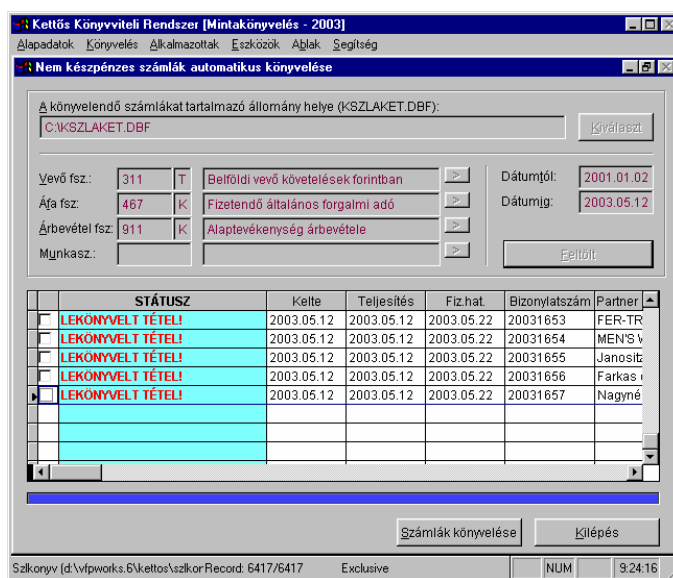 Kettős Könyvviteli Rendszer [Mintakönyvelés - 2003]
Alapadatok Könyvelés Alkalmazottak Eszközök Ablak Segítség
Nem készpénzes számlák automatikus könyvelése
A könyvelendő számlákat tartalmazó állomány helye (KSZLAKET.DBF):
C:\KSZLAKET.DBF Kiválaszt
Vevő fsz.: 311 T Belföldi vevő követelések forintban > Dátumtól: 2001.01.02
Áfa fsz: 467 K Fizetendő általános forgalmi adó > Dátumig: 2003.05.12
Árbevétel fsz: 911 K Alaptevékenység árbevétele >
Munkasz.: > Feltölt
STÁTUSZ Kelte Teljesítés Fiz.hat. Bizonylatszám Partner
LEKÖNYVELT TÉTEL! 2003.05.12 2003.05.12 2003.05.22 20031653 FER-TR
LEKÖNYVELT TÉTEL! 2003.05.12 2003.05.12 2003.05.22 20031654 MEN'S
LEKÖNYVELT TÉTEL! 2003.05.12 2003.05.12 2003.05.22 20031655 Janositz
LEKÖNYVELT TÉTEL! 2003.05.12 2003.05.12 2003.05.22 20031656 Farkas
LEKÖNYVELT TÉTEL! 2003.05.12 2003.05.12 2003.05.22 20031657 Nagyné
Számlák könyvelése Kilépés
Szlkonyv (d:\vfpworks.6\kettos\szlkor Record: 6417/6417 Exclusive NUM 9:24:16